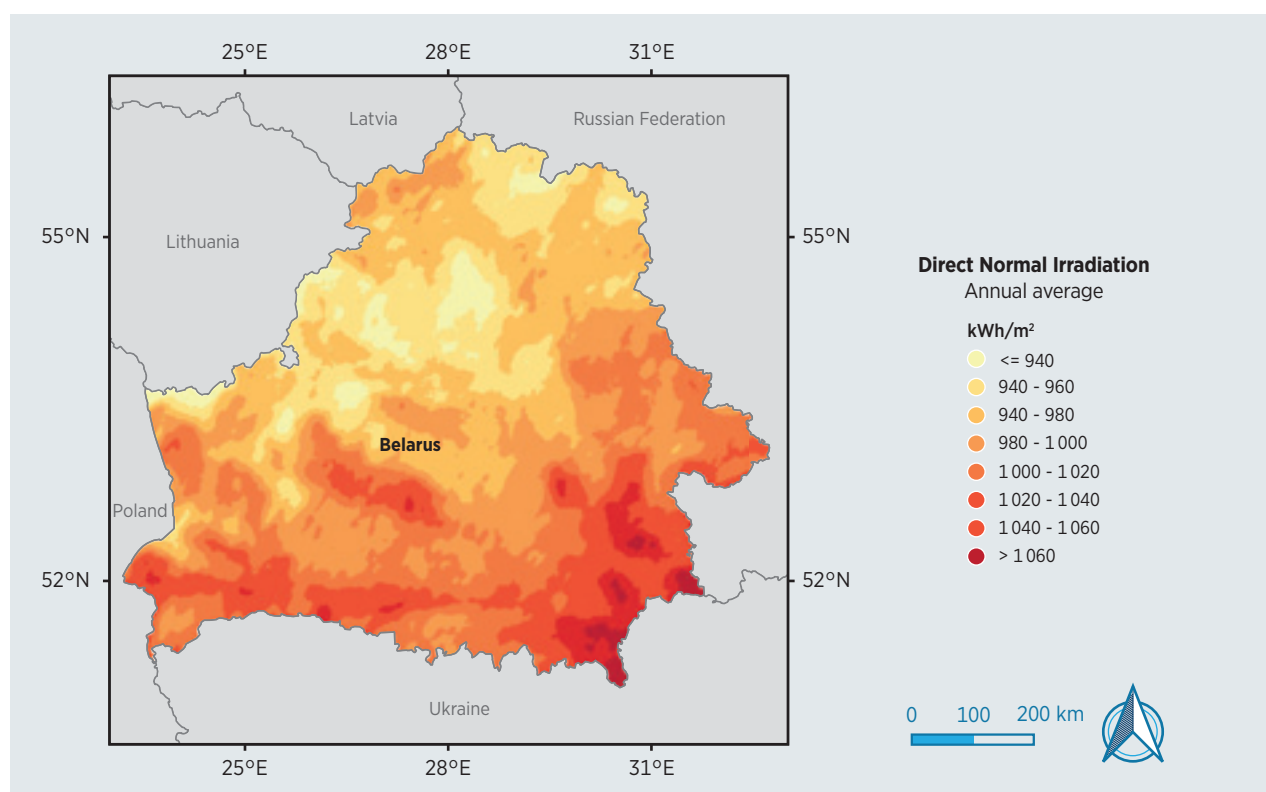 25°E 28°E 31°E
Latvia
Russian Federation
55°N
55°N
Lithuania
Belarus
Poland
52°N
52°N
Ukraine
25°E 28°E 31°E
Direct Normal Irradiation
Annual average
kWh/m²
<= 940
940 - 960
940 - 980
980 - 1 000
1 000 - 1 020
1 020 - 1 040
1 040 - 1 060
> 1 060
0 100 200 km